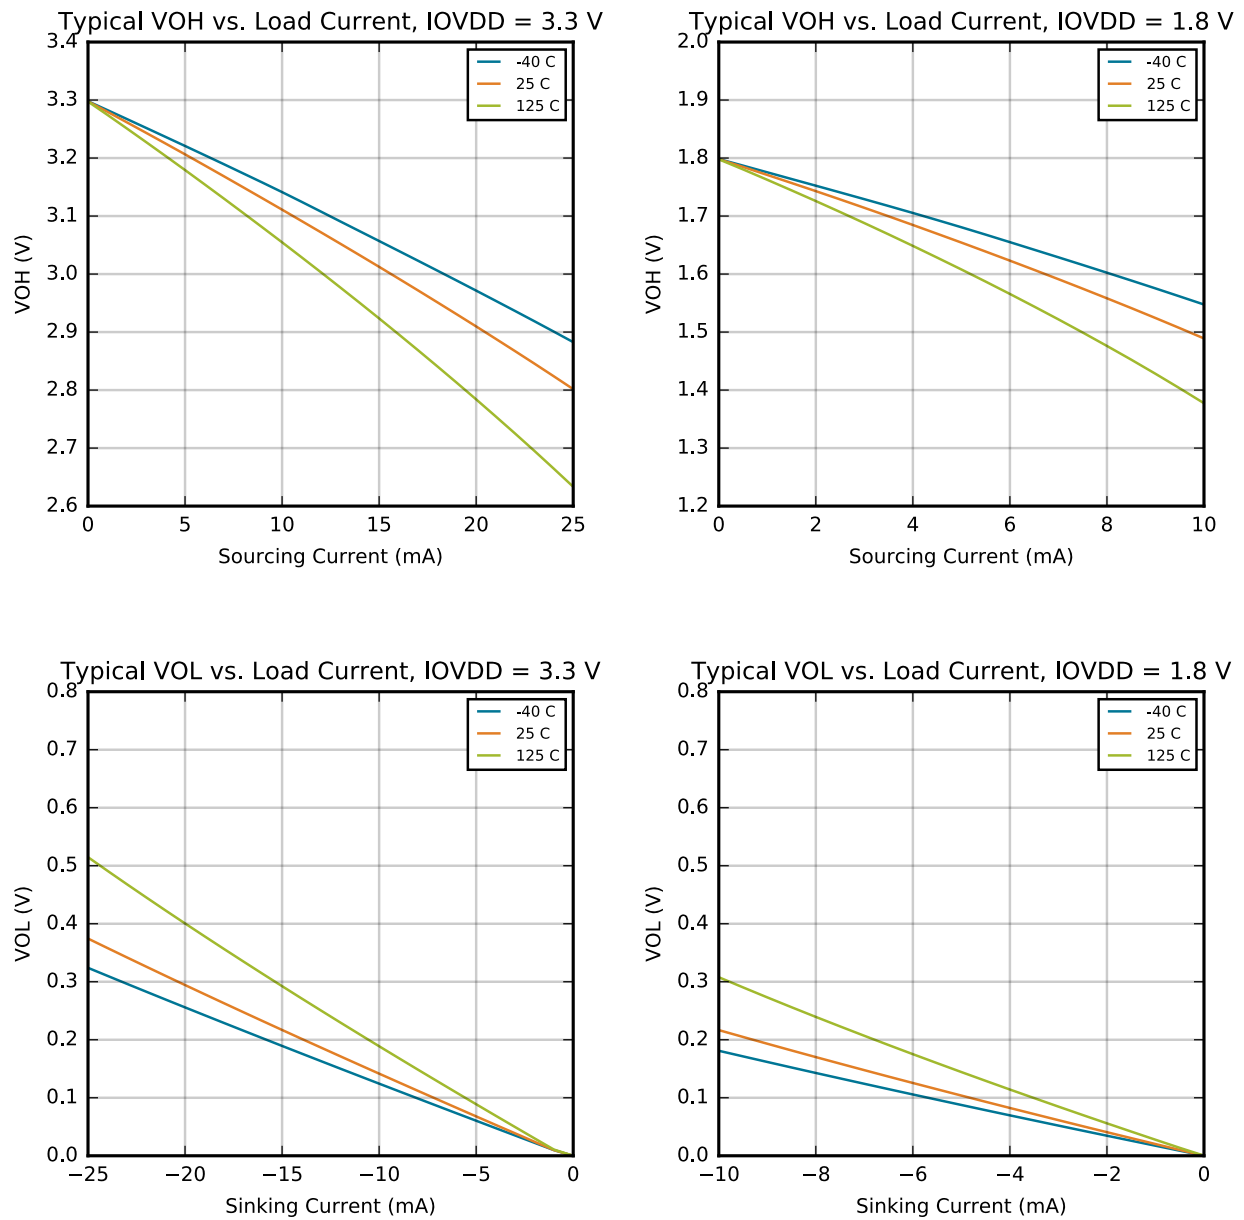 Typical VOH vs. Load Current, IOVDD = 3.3 V
3.4
3.3
3.2
3.1
3.0
2.9
2.8
2.7
2.6
VOH (V)
-40 C
25 C
125 C
0 5 10 15 20 25
Sourcing Current (mA)
Typical VOH vs. Load Current, IOVDD = 1.8 V
2.0
1.9
1.8
1.7
1.6
1.5
1.4
1.3
1.2
VOH (V)
-40 C
25 C
125 C
0 2 4 6 8 10
Sourcing Current (mA)
Typical VOL vs. Load Current, IOVDD = 3.3 V
0.8
0.7
0.6
0.5
0.4
0.3
0.2
0.1
0.0
VOL (V)
-40 C
25 C
125 C
−25 −20 −15 −10 −5 0
Sinking Current (mA)
Typical VOL vs. Load Current, IOVDD = 1.8 V
0.8
0.7
0.6
0.5
0.4
0.3
0.2
0.1
0.0
VOL (V)
-40 C
25 C
125 C
−10 −8 −6 −4 −2 0
Sinking Current (mA)